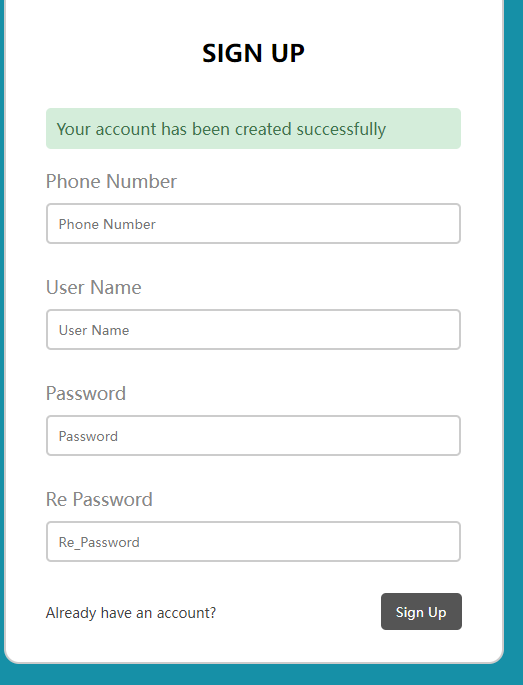 SIGN UP
Your account has been created successfully
Phone Number
Phone Number
User Name
User Name
Password
Password
Re Password
Re_Password
Already have an account? Sign Up